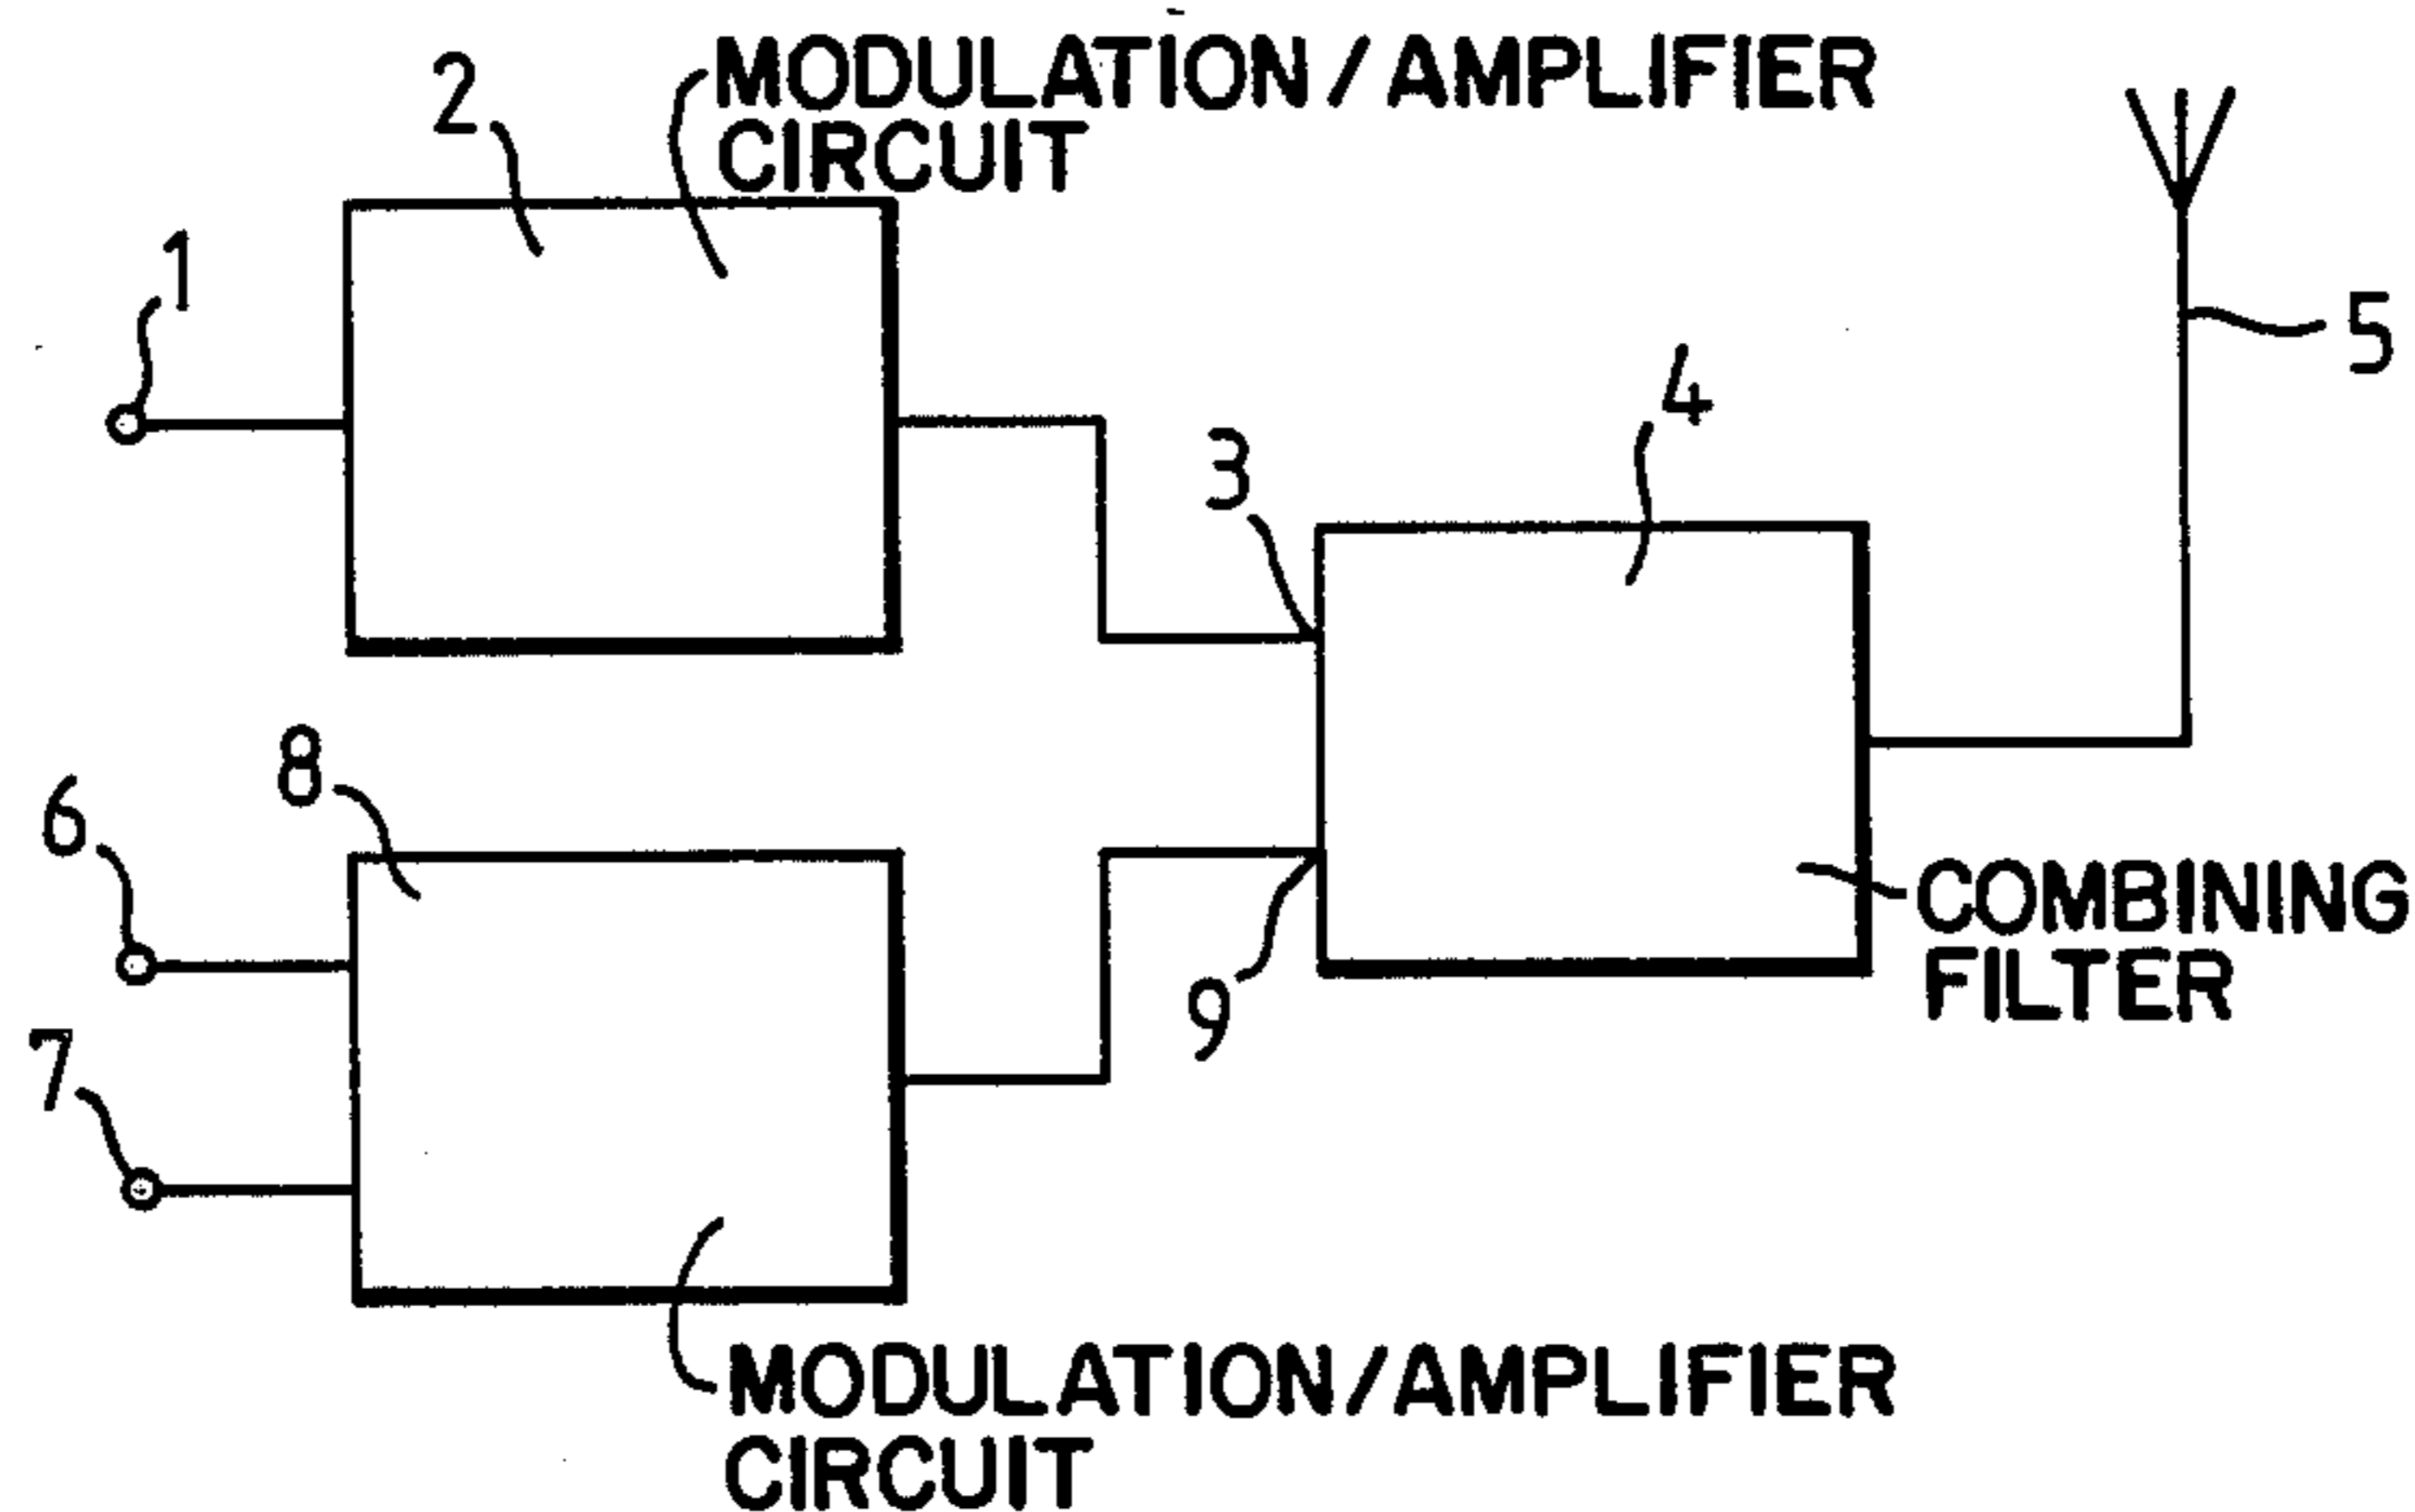 MODULATION/AMPLIFIER
CIRCUIT
2
1
5
4
3
8
6
COMBINING
FILTER
9
7
MODULATION/AMPLIFIER
CIRCUIT